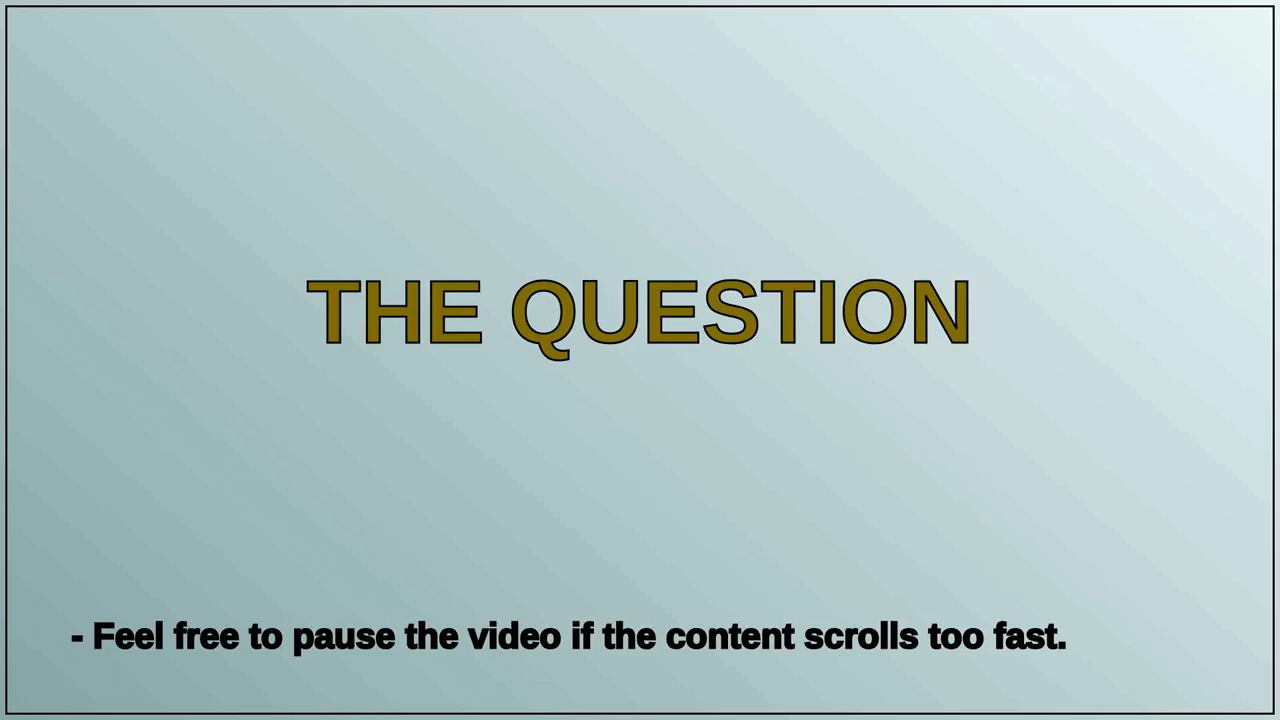 THE QUESTION
- Feel free to pause the video if the content scrolls too fast.